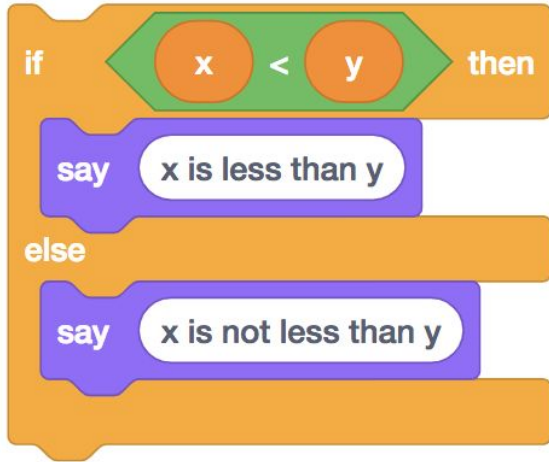 if x < y then
say x is less than y
else
say x is not less than y